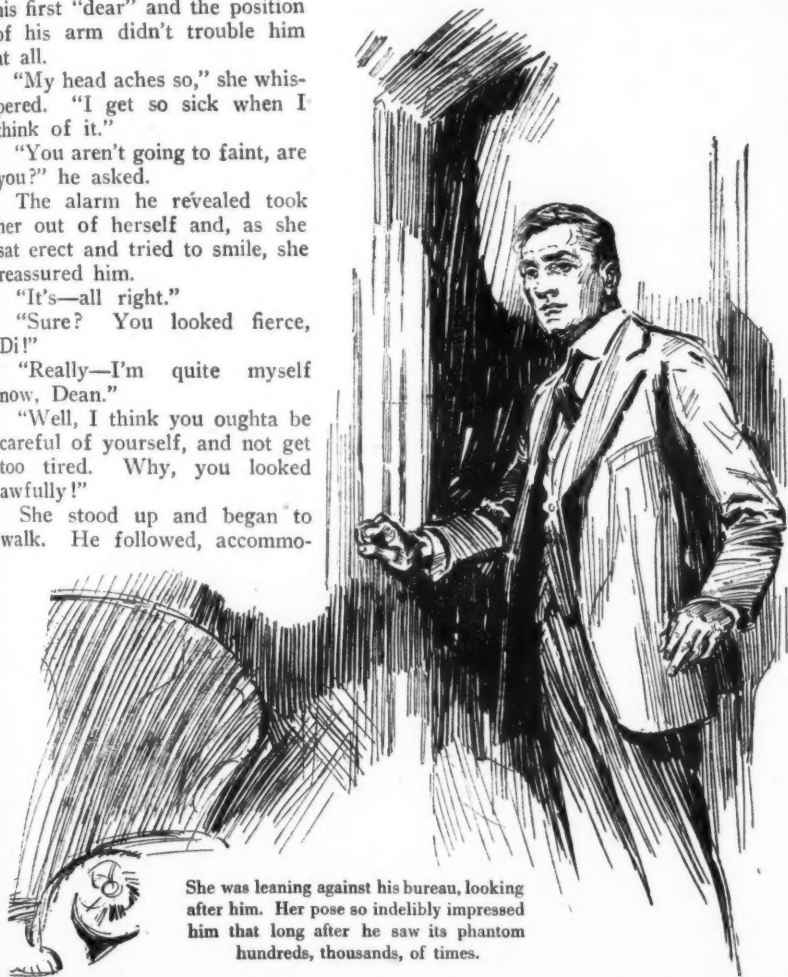 his first “dear” and the position
of his arm didn't trouble him
at all.
“My head aches so,” she whis-
pered. “I get so sick when I
think of it.”
“You aren't going to faint, are
you?” he asked.
The alarm he revealed took
her out of herself and, as she
sat erect and tried to smile, she
reassured him.
“It's—all right.”
“Sure? You looked fierce,
Di!”
“Really—I'm quite myself
now, Dean.”
“Well, I think you oughta be
careful of yourself, and not get
too tired. Why, you looked
awfully!”
She stood up and began to
walk. He followed, accommo-
She was leaning against his bureau, looking
after him. Her pose so indelibly impressed
him that long after he saw its phantom
hundreds, thousands, of times.